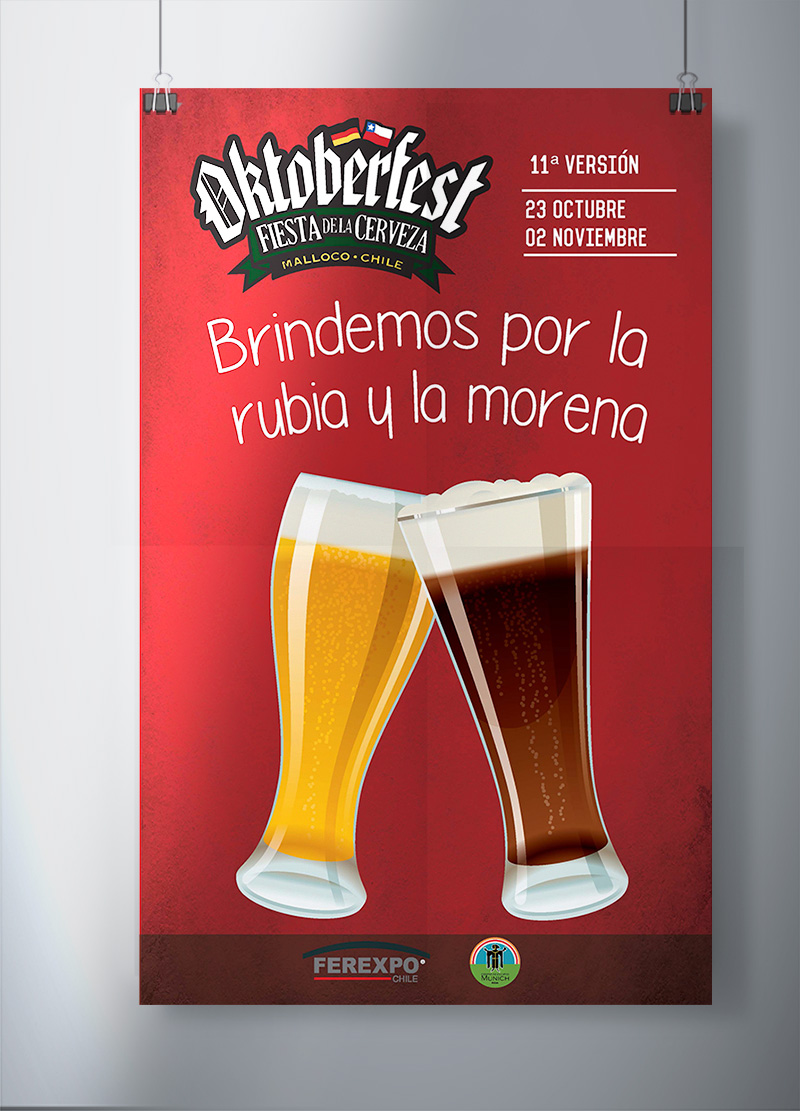 Oktoberfest
FIESTA DE LA CERVEZA
MALLOCO • CHILE
11ª VERSIÓN
23 OCTUBRE
02 NOVIEMBRE
Brindemos por la
rubia y la morena
FEREXPO
CHILE
MUNICH